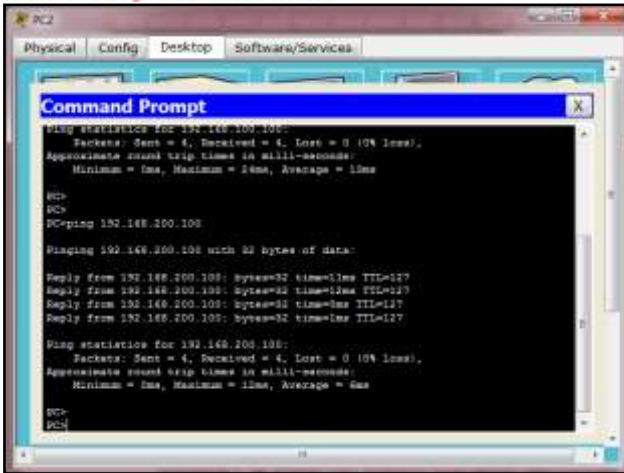 PC2
Physical Config Desktop Software/Services
Command Prompt X
Ping statistics for 192.168.100.100:
Packets: Sent = 4, Received = 4, Lost = 0 (0% loss),
Approximate round trip times in milli-seconds:
Minimum = 0ms, Maximum = 24ms, Average = 13ms
PC>
PC>
PC>ping 192.168.200.100
Pinging 192.168.200.100 with 32 bytes of data:
Reply from 192.168.200.100: bytes=32 time=11ms TTL=127
Reply from 192.168.200.100: bytes=32 time=12ms TTL=127
Reply from 192.168.200.100: bytes=32 time=0ms TTL=127
Reply from 192.168.200.100: bytes=32 time=1ms TTL=127
Ping statistics for 192.168.200.100:
Packets: Sent = 4, Received = 4, Lost = 0 (0% loss),
Approximate round trip times in milli-seconds:
Minimum = 0ms, Maximum = 12ms, Average = 6ms
PC>
PC>